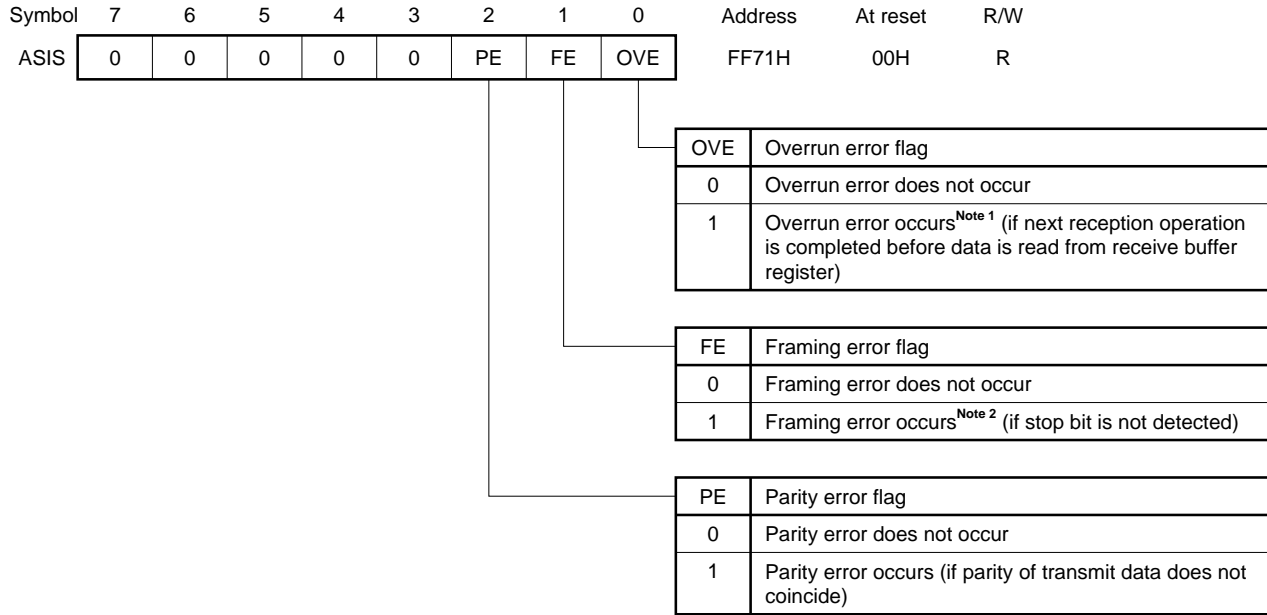 Symbol 7 6 5 4 3 2 1 0 Address At reset R/W
ASIS 0 0 0 0 0 PE FE OVE FF71H 00H R
OVE Overrun error flag
0 Overrun error does not occur
1 Overrun error occurs Note 1 (if next reception operation
is completed before data is read from receive buffer
register)
FE Framing error flag
0 Framing error does not occur
1 Framing error occurs Note 2 (if stop bit is not detected)
PE Parity error flag
0 Parity error does not occur
1 Parity error occurs (if parity of transmit data does not
coincide)